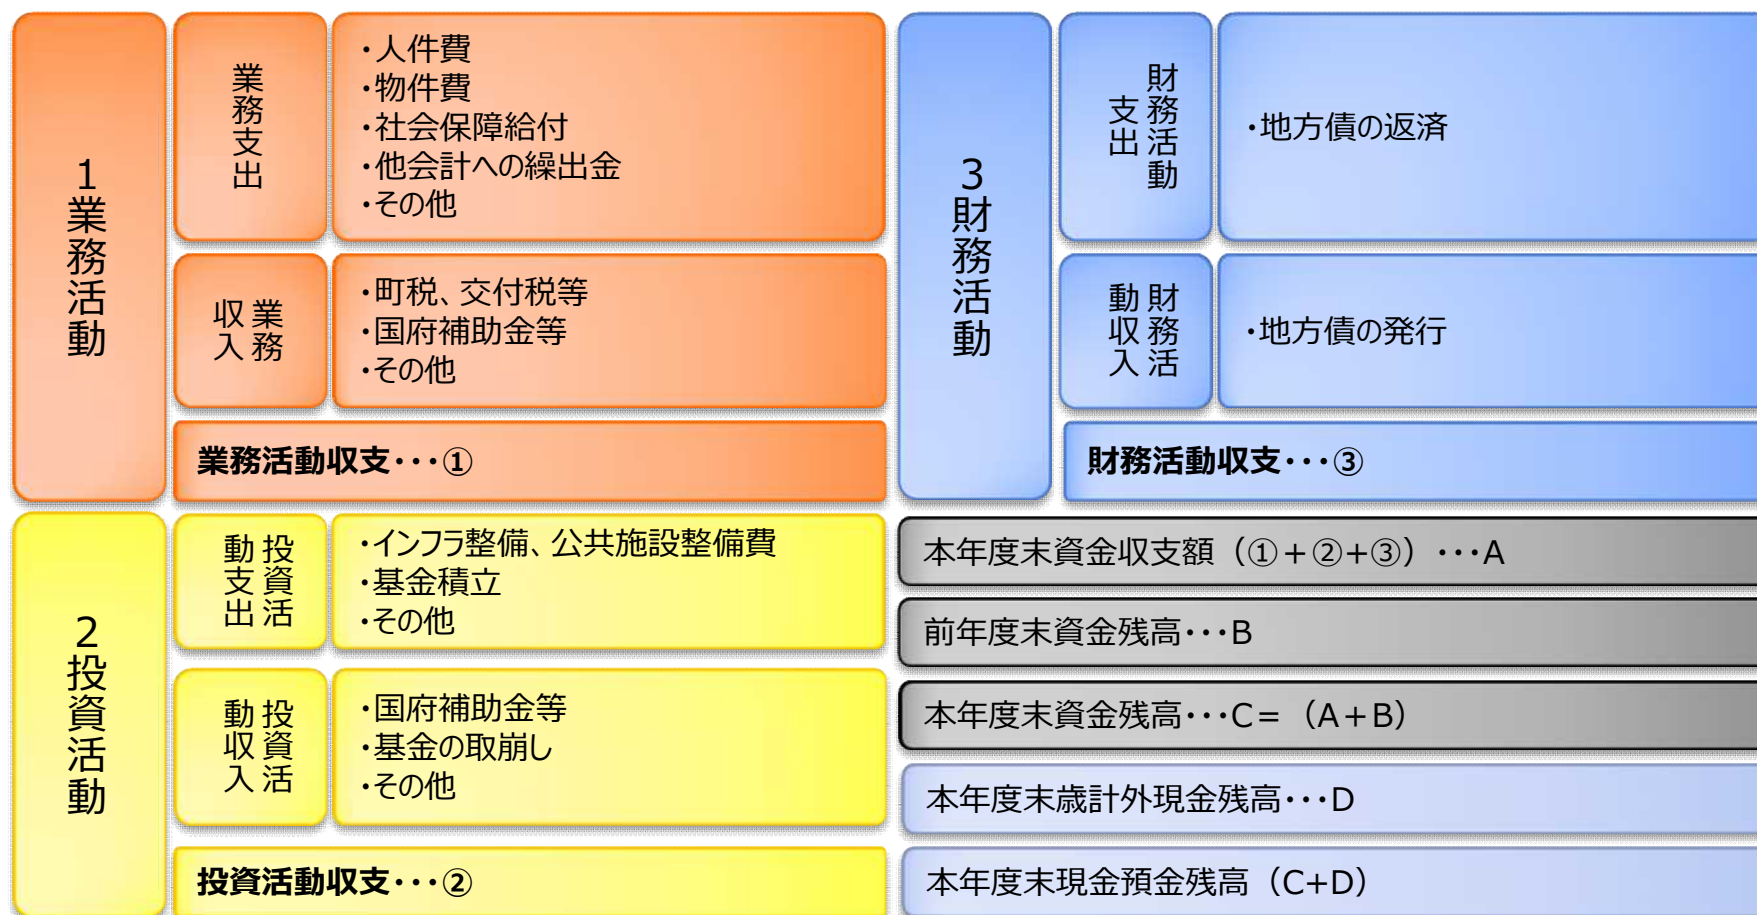 1業務活動
業務支出
・人件費
・物件費
・社会保障給付
・他会計への繰出金
・その他
業務
収入
・町税、交付税等
・国府補助金等
・その他
業務活動収支・・・①
2投資活動
投資活
動支出
・インフラ整備、公共施設整備費
・基金積立
・その他
投資活
動収入
・国府補助金等
・基金の取崩し
・その他
投資活動収支・・・②
3財務活動
財務活動
支出
・地方債の返済
財務活
動収入
・地方債の発行
財務活動収支・・・③
本年度末資金収支額（①+②+③）・・・A
前年度末資金残高・・・B
本年度末資金残高・・・C=（A+B）
本年度末歳計外現金残高・・・D
本年度末現金預金残高（C+D）